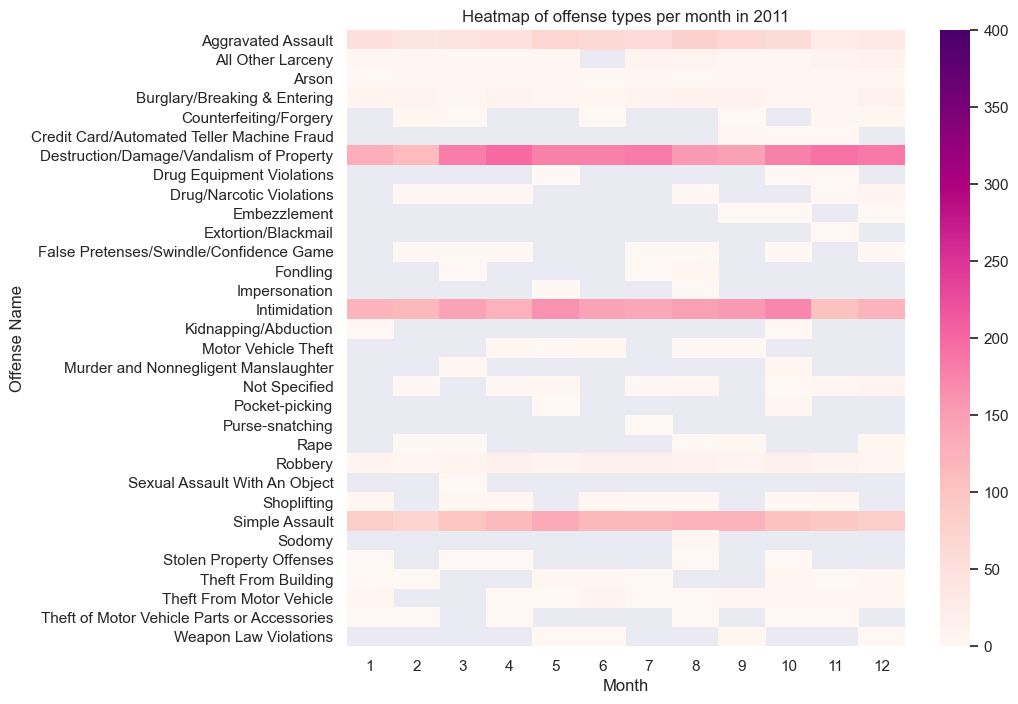 Heatmap of offense types per month in 2011
Offense Name
Aggravated Assault
All Other Larceny
Arson
Burglary/Breaking & Entering
Counterfeiting/Forgery
Credit Card/Automated Teller Machine Fraud
Destruction/Damage/Vandalism of Property
Drug Equipment Violations
Drug/Narcotic Violations
Embezzlement
Extortion/Blackmail
False Pretenses/Swindle/Confidence Game
Fondling
Impersonation
Intimidation
Kidnapping/Abduction
Motor Vehicle Theft
Murder and Nonnegligent Manslaughter
Not Specified
Pocket-picking
Purse-snatching
Rape
Robbery
Sexual Assault With An Object
Shoplifting
Simple Assault
Sodomy
Stolen Property Offenses
Theft From Building
Theft From Motor Vehicle
Theft of Motor Vehicle Parts or Accessories
Weapon Law Violations
1 2 3 4 5 6 7 8 9 10 11 12
Month
400
350
300
250
200
150
100
50
0